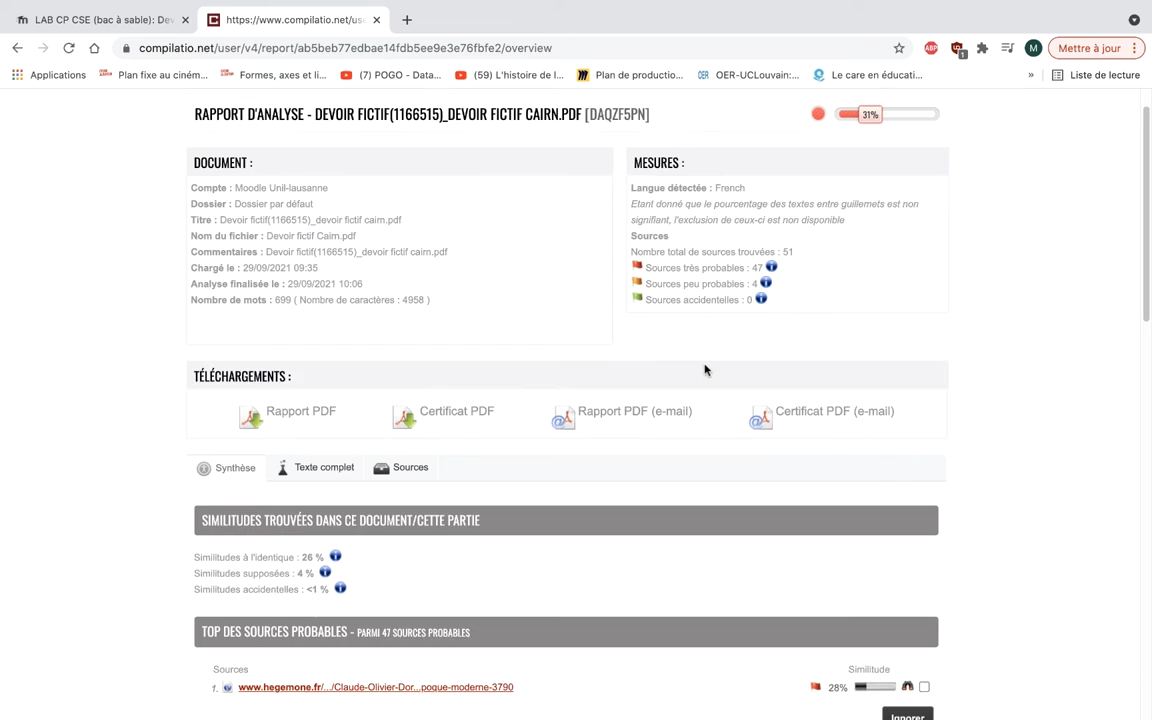 LAB CP CSE (bac à sable): Dev
https://www.compilatio.net/use
compilatio.net/user/v4/report/ab5beb77edbae14fdb5ee9e3e76fbfe2/overview
ABP
1
M
Mettre à jour
Applications
Plan fixe au ciném...
Formes, axes et li...
(7) POGO - Data...
(59) L'histoire de l...
Plan de productio...
OER-UCLouvain:...
Le care en éducati...
»
Liste de lecture
RAPPORT D'ANALYSE - DEVOIR FICTIF(1166515)_DEVOIR FICTIF CAIRN.PDF [DAQZF5PN]
31%
DOCUMENT :
Compte : Moodle Unil-lausanne
Dossier : Dossier par défaut
Titre : Devoir fictif(1166515)_devoir fictif cairn.pdf
Nom du fichier : Devoir fictif Cairn.pdf
Commentaires : Devoir fictif(1166515)_devoir fictif cairn.pdf
Chargé le : 29/09/2021 09:35
Analyse finalisée le : 29/09/2021 10:06
Nombre de mots : 699 ( Nombre de caractères : 4958 )
MESURES :
Langue détectée : French
Etant donné que le pourcentage des textes entre guillemets est non
signifiant, l'exclusion de ceux-ci est non disponible
Sources
Nombre total de sources trouvées : 51
Sources très probables : 47
Sources peu probables : 4
Sources accidentelles : 0
TÉLÉCHARGEMENTS :
Rapport PDF
Certificat PDF
Rapport PDF (e-mail)
Certificat PDF (e-mail)
Synthèse
Texte complet
Sources
SIMILITUDES TROUVÉES DANS CE DOCUMENT/CETTE PARTIE
Similitudes à l'identique : 26 %
Similitudes supposées : 4 %
Similitudes accidentelles : <1 %
TOP DES SOURCES PROBABLES - PARMI 47 SOURCES PROBABLES
Sources
Similitude
1. www.hegemone.fr/.../Claude-Olivier-Dor...poque-moderne-3790
28%
Ignorer